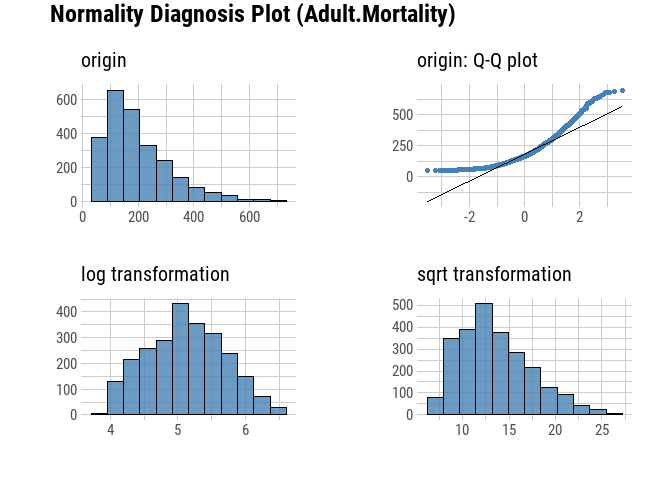 Normality Diagnosis Plot (Adult.Mortality)
origin
600
400
200
0
0 200 400 600
origin: Q-Q plot
500
250
0
-2 0 2
log transformation
400
300
200
100
0
4 5 6
sqrt transformation
500
400
300
200
100
0
10 15 20 25